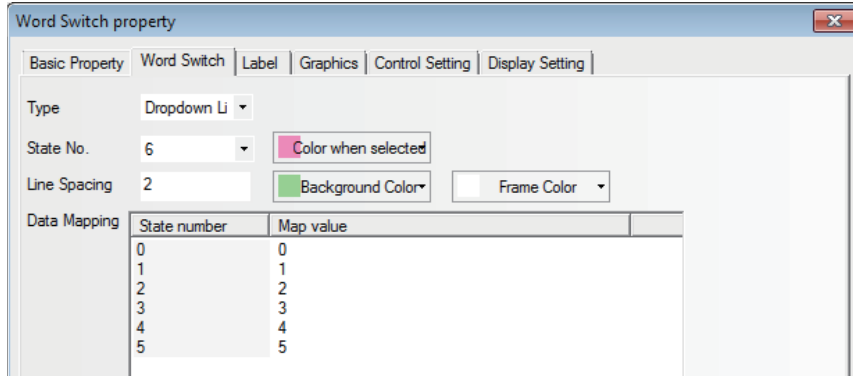 Word Switch property
Basic Property Word Switch Label Graphics Control Setting Display Setting
Type Dropdown Li
State No. 6 Color when selected
Line Spacing 2 Background Color Frame Color
Data Mapping State number Map value
0 0
1 1
2 2
3 3
4 4
5 5